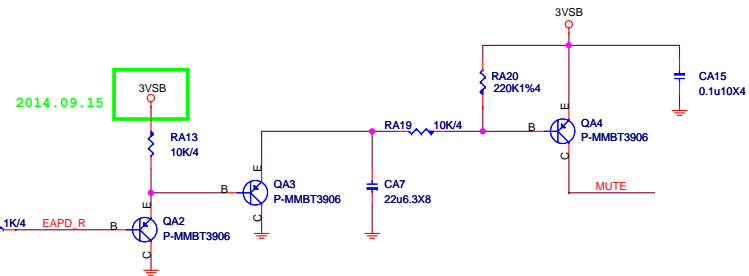 3VSB
3VSB
2014.09.15
RA20
220K1%4
CA15
0.1u10X4
RA13
10K/4
RA19
10K/4
E
B
QA4
P-MMBT3906
C
E
B
QA3
P-MMBT3906
C
CA7
22u6.3X8
MUTE
1K/4
EAPD_R
E
B
QA2
P-MMBT3906
C